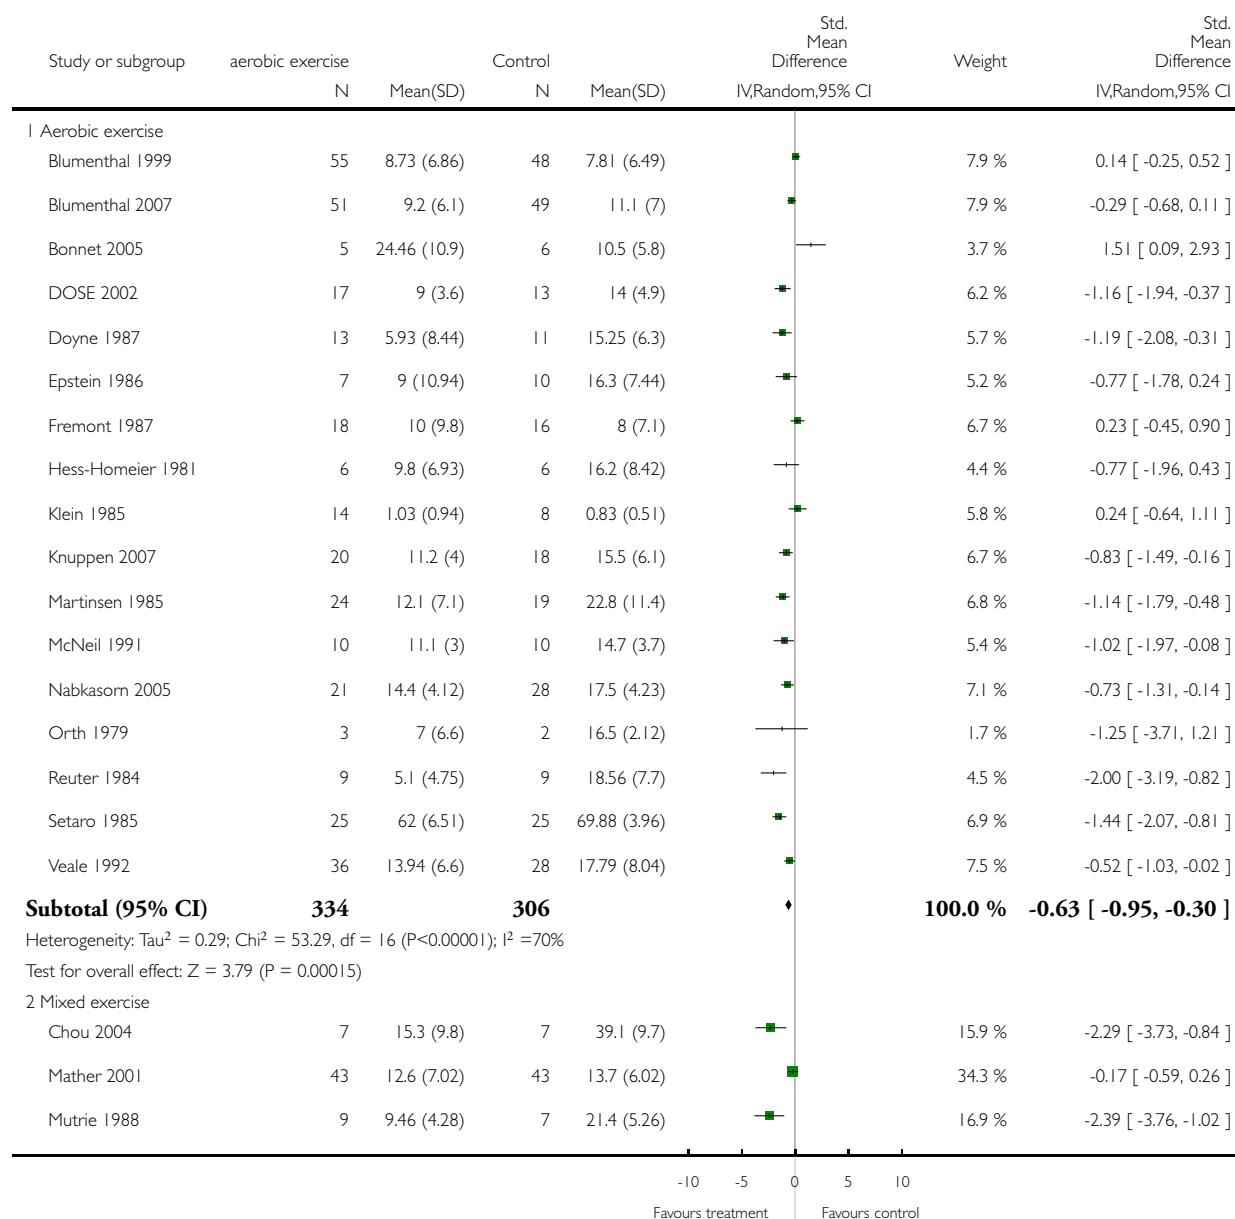 Std. Std.
Mean Mean
Study or subgroup aerobic exercise Control Difference Weight Difference
N Mean(SD) N Mean(SD) IV,Random,95% CI IV,Random,95% CI
1 Aerobic exercise
Blumenthal 1999 55 8.73 (6.86) 48 7.81 (6.49) 7.9 % 0.14 [ -0.25, 0.52 ]
Blumenthal 2007 51 9.2 (6.1) 49 11.1 (7) 7.9 % -0.29 [ -0.68, 0.11 ]
Bonnet 2005 5 24.46 (10.9) 6 10.5 (5.8) 3.7 % 1.51 [ 0.09, 2.93 ]
DOSE 2002 17 9 (3.6) 13 14 (4.9) 6.2 % -1.16 [ -1.94, -0.37 ]
Doyne 1987 13 5.93 (8.44) 11 15.25 (6.3) 5.7 % -1.19 [ -2.08, -0.31 ]
Epstein 1986 7 9 (10.94) 10 16.3 (7.44) 5.2 % -0.77 [ -1.78, 0.24 ]
Fremont 1987 18 10 (9.8) 16 8 (7.1) 6.7 % 0.23 [ -0.45, 0.90 ]
Hess-Homeier 1981 6 9.8 (6.93) 6 16.2 (8.42) 4.4 % -0.77 [ -1.96, 0.43 ]
Klein 1985 14 1.03 (0.94) 8 0.83 (0.51) 5.8 % 0.24 [ -0.64, 1.11 ]
Knuppen 2007 20 11.2 (4) 18 15.5 (6.1) 6.7 % -0.83 [ -1.49, -0.16 ]
Martinsen 1985 24 12.1 (7.1) 19 22.8 (11.4) 6.8 % -1.14 [ -1.79, -0.48 ]
McNeil 1991 10 11.1 (3) 10 14.7 (3.7) 5.4 % -1.02 [ -1.97, -0.08 ]
Nabkasorn 2005 21 14.4 (4.12) 28 17.5 (4.23) 7.1 % -0.73 [ -1.31, -0.14 ]
Orth 1979 3 7 (6.6) 2 16.5 (2.12) 1.7 % -1.25 [ -3.71, 1.21 ]
Reuter 1984 9 5.1 (4.75) 9 18.56 (7.7) 4.5 % -2.00 [ -3.19, -0.82 ]
Setaro 1985 25 62 (6.51) 25 69.88 (3.96) 6.9 % -1.44 [ -2.07, -0.81 ]
Veale 1992 36 13.94 (6.6) 28 17.79 (8.04) 7.5 % -0.52 [ -1.03, -0.02 ]
Subtotal (95% CI) 334 306 100.0 % -0.63 [ -0.95, -0.30 ]
Heterogeneity: Tau² = 0.29; Chi² = 53.29, df = 16 (P<0.00001); I² =70%
Test for overall effect: Z = 3.79 (P = 0.00015)
2 Mixed exercise
Chou 2004 7 15.3 (9.8) 7 39.1 (9.7) 15.9 % -2.29 [ -3.73, -0.84 ]
Mather 2001 43 12.6 (7.02) 43 13.7 (6.02) 34.3 % -0.17 [ -0.59, 0.26 ]
Mutrie 1988 9 9.46 (4.28) 7 21.4 (5.26) 16.9 % -2.39 [ -3.76, -1.02 ]
-10 -5 0 5 10
Favours treatment Favours control